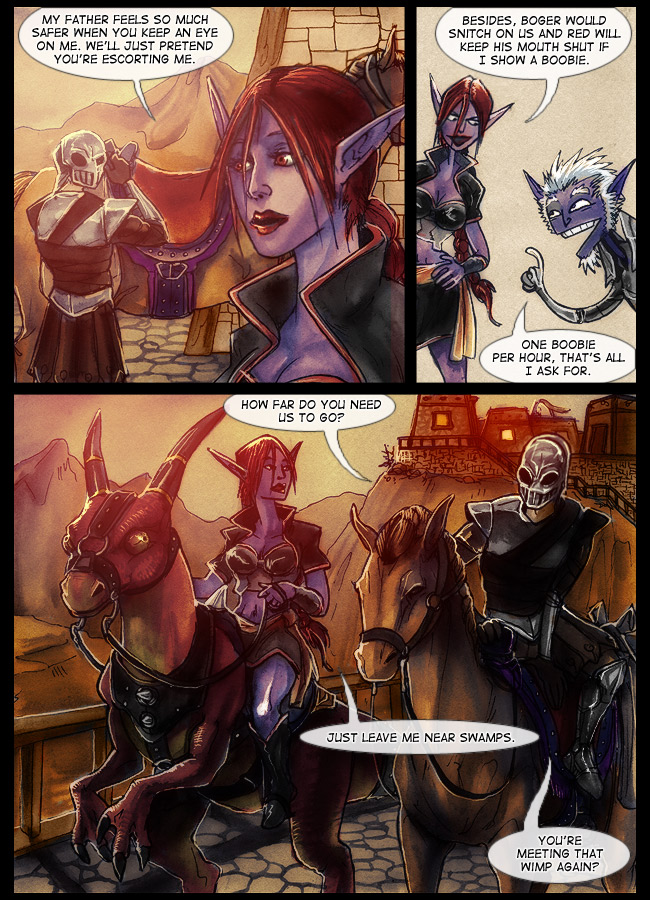 MY FATHER FEELS SO MUCH
SAFER WHEN YOU KEEP AN EYE
ON ME. WE'LL JUST PRETEND
YOU'RE ESCORTING ME.
BESIDES, BOGER WOULD
SNITCH ON US AND RED WILL
KEEP HIS MOUTH SHUT IF
I SHOW A BOOBIE.
ONE BOOBIE
PER HOUR, THAT'S ALL
I ASK FOR.
HOW FAR DO YOU NEED
US TO GO?
JUST LEAVE ME NEAR SWAMPS.
YOU'RE
MEETING THAT
WIMP AGAIN?